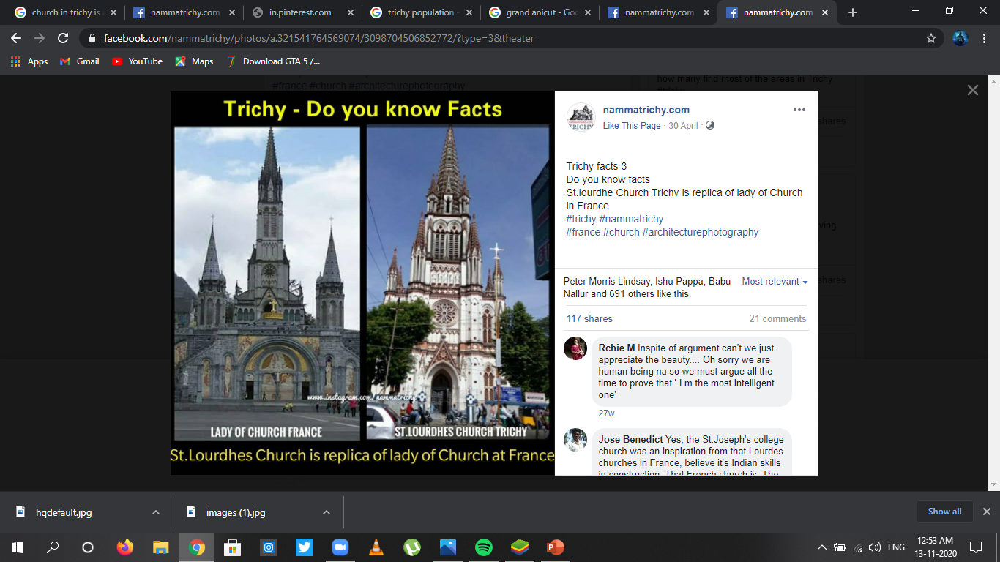 church in trichy is
nammatrichy.com
in.pinterest.com
trichy population -
grand anicut - Goo
nammatrichy.com
nammatrichy.com
facebook.com/nammatrichy/photos/a.321541764569074/3098704506852772/?type=3&theater
Apps
Gmail
YouTube
Maps
Download GTA 5 /...
#france #church #architecturephotography
how many find most of the areas in Trichy
shares
ving
shares
Trichy - Do you know Facts
www.instagram.com/nammatrichy
LADY OF CHURCH FRANCE
ST.LOURDHES CHURCH TRICHY
St.Lourdhes Church is replica of lady of Church at France
TRICHY
nammatrichy.com
Like This Page · 30 April ·
Trichy facts 3
Do you know facts
St.lourdhe Church Trichy is replica of lady of Church
in France
#trichy #nammatrichy
#france #church #architecturephotography
Peter Morris Lindsay, Ishu Pappa, Babu
Nallur and 691 others like this.
Most relevant
117 shares
21 comments
Rchie M Inspite of argument can't we just
appreciate the beauty.... Oh sorry we are
human being na so we must argue all the
time to prove that ' I m the most intelligent
one'
27w
Jose Benedict Yes, the St.Joseph's college
church was an inspiration from that Lourdes
churches in France, believe it's Indian skills
in construction. That French church is. The
hqdefault.jpg
images (1).jpg
Show all
ENG
12:53 AM
13-11-2020